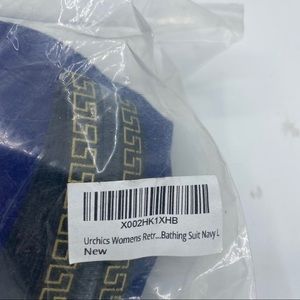 X002HK1XHB
Urchics Womens Retr...Bathing Suit Navy L
New